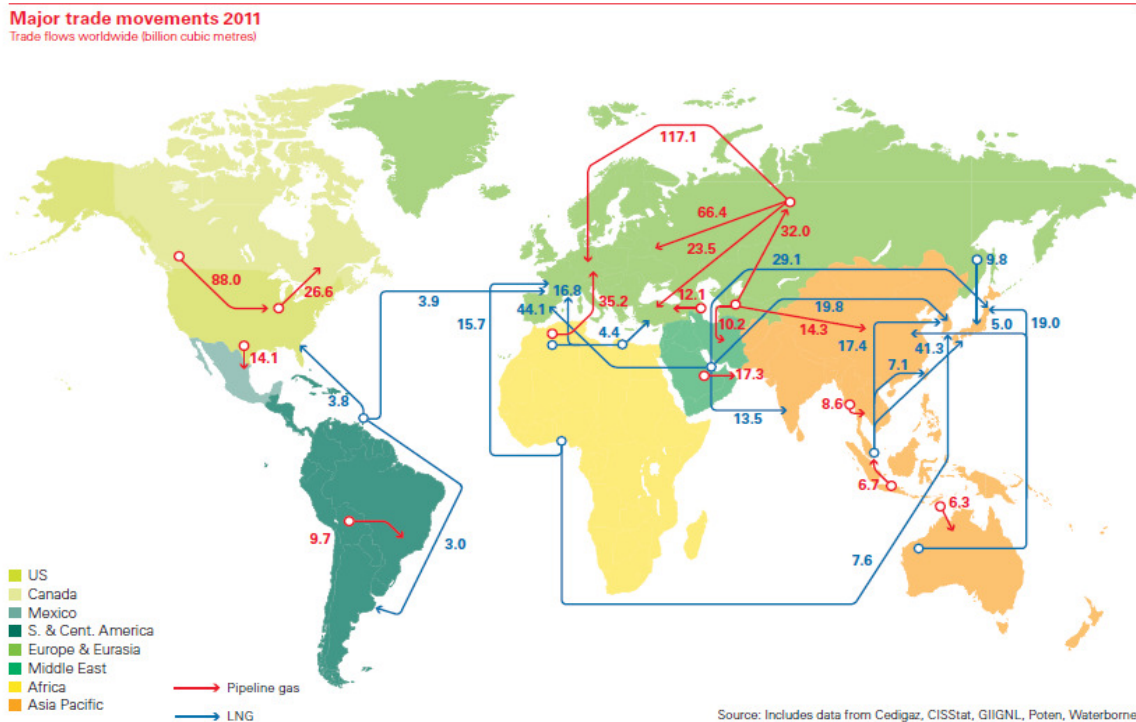 Major trade movements 2011
Trade flows worldwide (billion cubic metres)
117.1
66.4
23.5
32.0
29.1
9.8
88.0
26.6
3.9
16.8
35.2
12.1
19.8
15.7
44.1
4.4
10.2
14.3
17.4
41.3
5.0
19.0
14.1
17.3
7.1
3.8
13.5
8.6
6.7
6.3
9.7
3.0
7.6
US
Canada
Mexico
S. & Cent. America
Europe & Eurasia
Middle East
Africa
Asia Pacific
Pipeline gas
LNG
Source: Includes data from Cedigaz, CISStat, GIIGNL, Poten, Waterborne